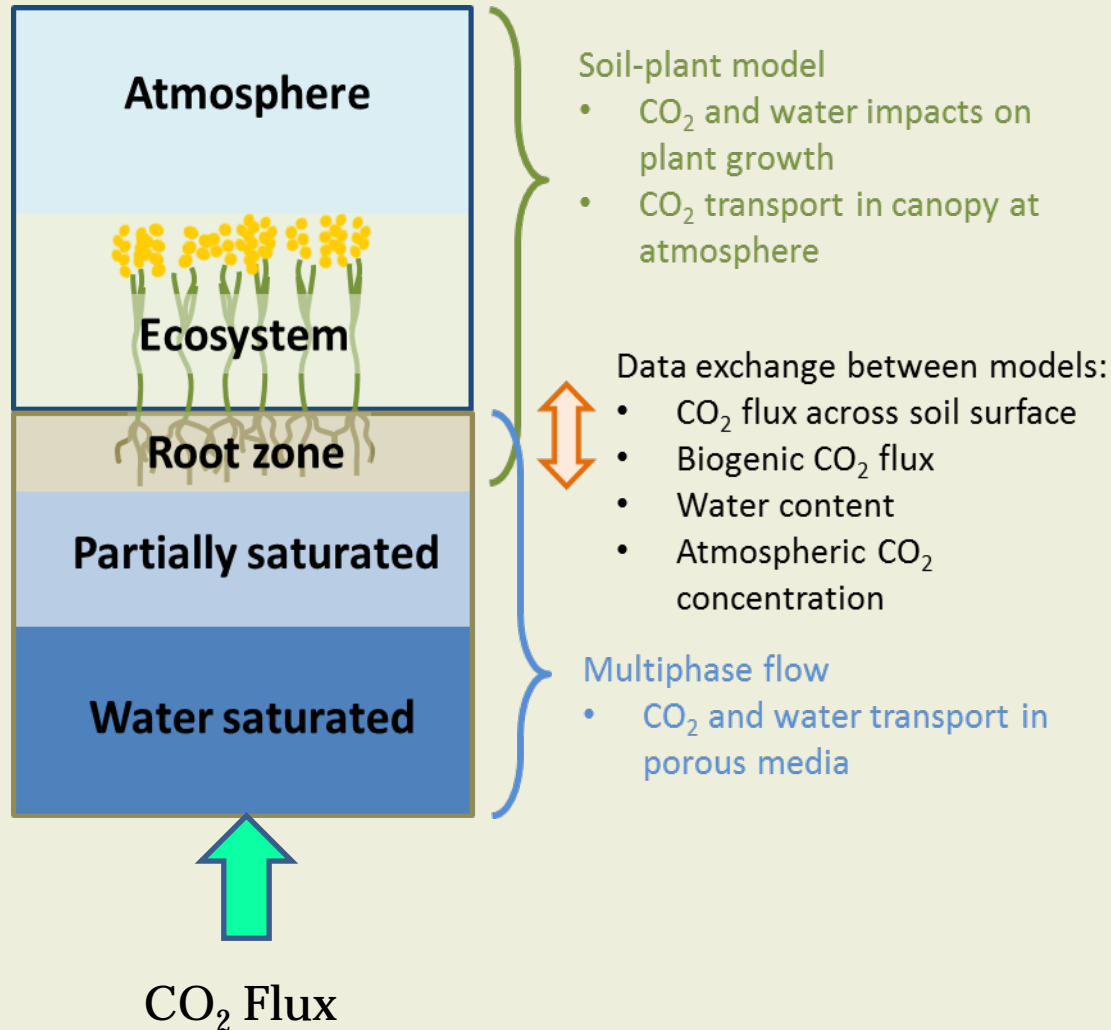 Atmosphere
Ecosystem
Root zone
Partially saturated
Water saturated
CO₂ Flux
Soil-plant model
• CO₂ and water impacts on
plant growth
• CO₂ transport in canopy at
atmosphere
Data exchange between models:
• CO₂ flux across soil surface
• Biogenic CO₂ flux
• Water content
• Atmospheric CO₂
concentration
Multiphase flow
• CO₂ and water transport in
porous media